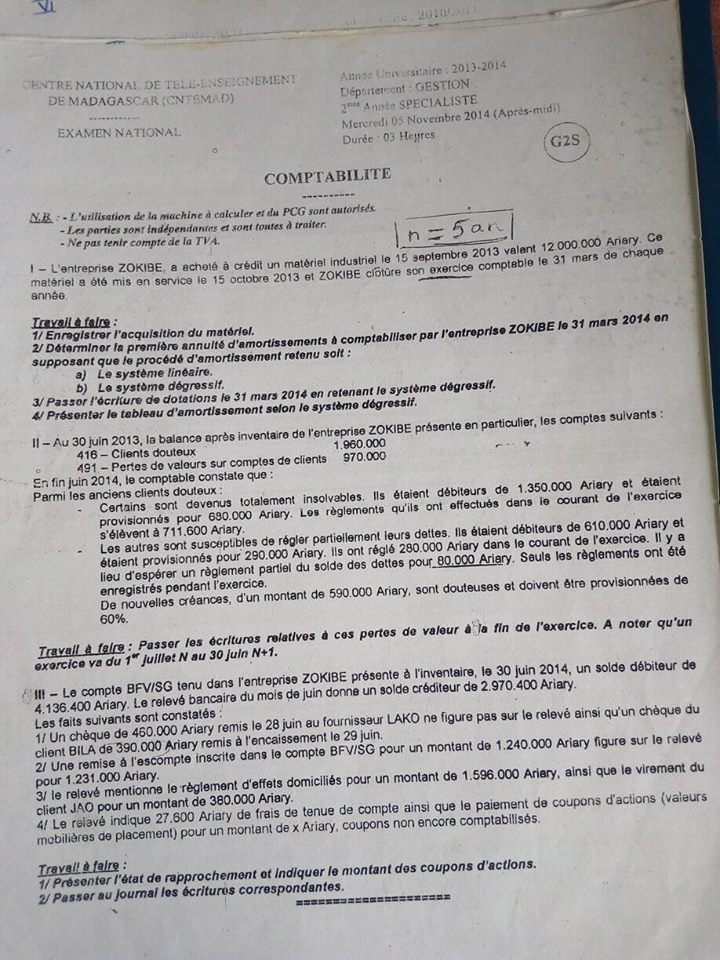 VI
CENTRE NATIONAL DE TELE-ENSEIGNEMENT
DE MADAGASCAR (CNTEMAD)
------------
EXAMEN NATIONAL
Année Universitaire : 2013-2014
Département : GESTION
2ème Année SPECIALISTE
Mercredi 05 Novembre 2014 (Après-midi)
Durée : 03 Heures
G2S
COMPTABILITE
----------
N.B. : - L'utilisation de la machine à calculer et du PCG sont autorisés.
- Les parties sont indépendantes et sont toutes à traiter.
- Ne pas tenir compte de la TVA.
n = 5 an
I – L'entreprise ZOKIBE, a acheté à crédit un matériel industriel le 15 septembre 2013 valant 12.000.000 Ariary. Ce
matériel a été mis en service le 15 octobre 2013 et ZOKIBE clôture son exercice comptable le 31 mars de chaque
année.
Travail à faire :
1/ Enregistrer l'acquisition du matériel.
2/ Déterminer la première annuité d'amortissements à comptabiliser par l'entreprise ZOKIBE le 31 mars 2014 en
supposant que le procédé d'amortissement retenu soit :
a) Le système linéaire.
b) Le système dégressif.
3/ Passer l'écriture de dotations le 31 mars 2014 en retenant le système dégressif.
4/ Présenter le tableau d'amortissement selon le système dégressif.
II – Au 30 juin 2013, la balance après inventaire de l'entreprise ZOKIBE présente en particulier, les comptes suivants :
416 – Clients douteux 1.960.000
491 – Pertes de valeurs sur comptes de clients 970.000
En fin juin 2014, le comptable constate que :
Parmi les anciens clients douteux :
- Certains sont devenus totalement insolvables. Ils étaient débiteurs de 1.350.000 Ariary et étaient
provisionnés pour 680.000 Ariary. Les règlements qu'ils ont effectués dans le courant de l'exercice
s'élèvent à 711.600 Ariary.
- Les autres sont susceptibles de régler partiellement leurs dettes. Ils étaient débiteurs de 610.000 Ariary et
étaient provisionnés pour 290.000 Ariary. Ils ont réglé 280.000 Ariary dans le courant de l'exercice. Il y a
lieu d'espérer un règlement partiel du solde des dettes pour 80.000 Ariary. Seuls les règlements ont été
enregistrés pendant l'exercice.
De nouvelles créances, d'un montant de 590.000 Ariary, sont douteuses et doivent être provisionnées de
60%.
Travail à faire : Passer les écritures relatives à ces pertes de valeur à la fin de l'exercice. A noter qu'un
exercice va du 1er juillet N au 30 juin N+1.
III – Le compte BFV/SG tenu dans l'entreprise ZOKIBE présente à l'inventaire, le 30 juin 2014, un solde débiteur de
4.136.400 Ariary. Le relevé bancaire du mois de juin donne un solde créditeur de 2.970.400 Ariary.
Les faits suivants sont constatés :
1/ Un chèque de 460.000 Ariary remis le 28 juin au fournisseur LAKO ne figure pas sur le relevé ainsi qu'un chèque du
client BILA de 390.000 Ariary remis à l'encaissement le 29 juin.
2/ Une remise à l'escompte inscrite dans le compte BFV/SG pour un montant de 1.240.000 Ariary figure sur le relevé
pour 1.231.000 Ariary.
3/ le relevé mentionne le règlement d'effets domiciliés pour un montant de 1.596.000 Ariary, ainsi que le virement du
client JAO pour un montant de 380.000 Ariary.
4/ Le relevé indique 27.600 Ariary de frais de tenue de compte ainsi que le paiement de coupons d'actions (valeurs
mobilières de placement) pour un montant de x Ariary, coupons non encore comptabilisés.
Travail à faire :
1/ Présenter l'état de rapprochement et indiquer le montant des coupons d'actions.
2/ Passer au journal les écritures correspondantes.
====================